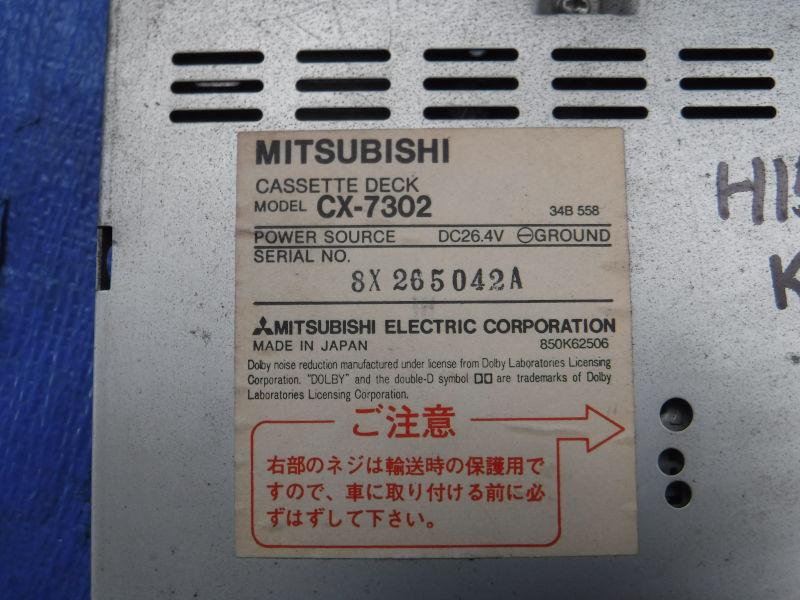 MITSUBISHI
CASSETTE DECK
MODEL CX-7302 34B 558
POWER SOURCE DC26.4V ⊖GROUND
SERIAL NO.
8X 265042A
MITSUBISHI ELECTRIC CORPORATION
MADE IN JAPAN 850K62506
Dolby noise reduction manufactured under license from Dolby Laboratories Licensing
Corporation. "DOLBY" and the double-D symbol are trademarks of Dolby
Laboratories Licensing Corporation.
ご注意
右部のネジは輸送時の保護用で
すので、車に取り付ける前に必
ずはずして下さい。
H15
K